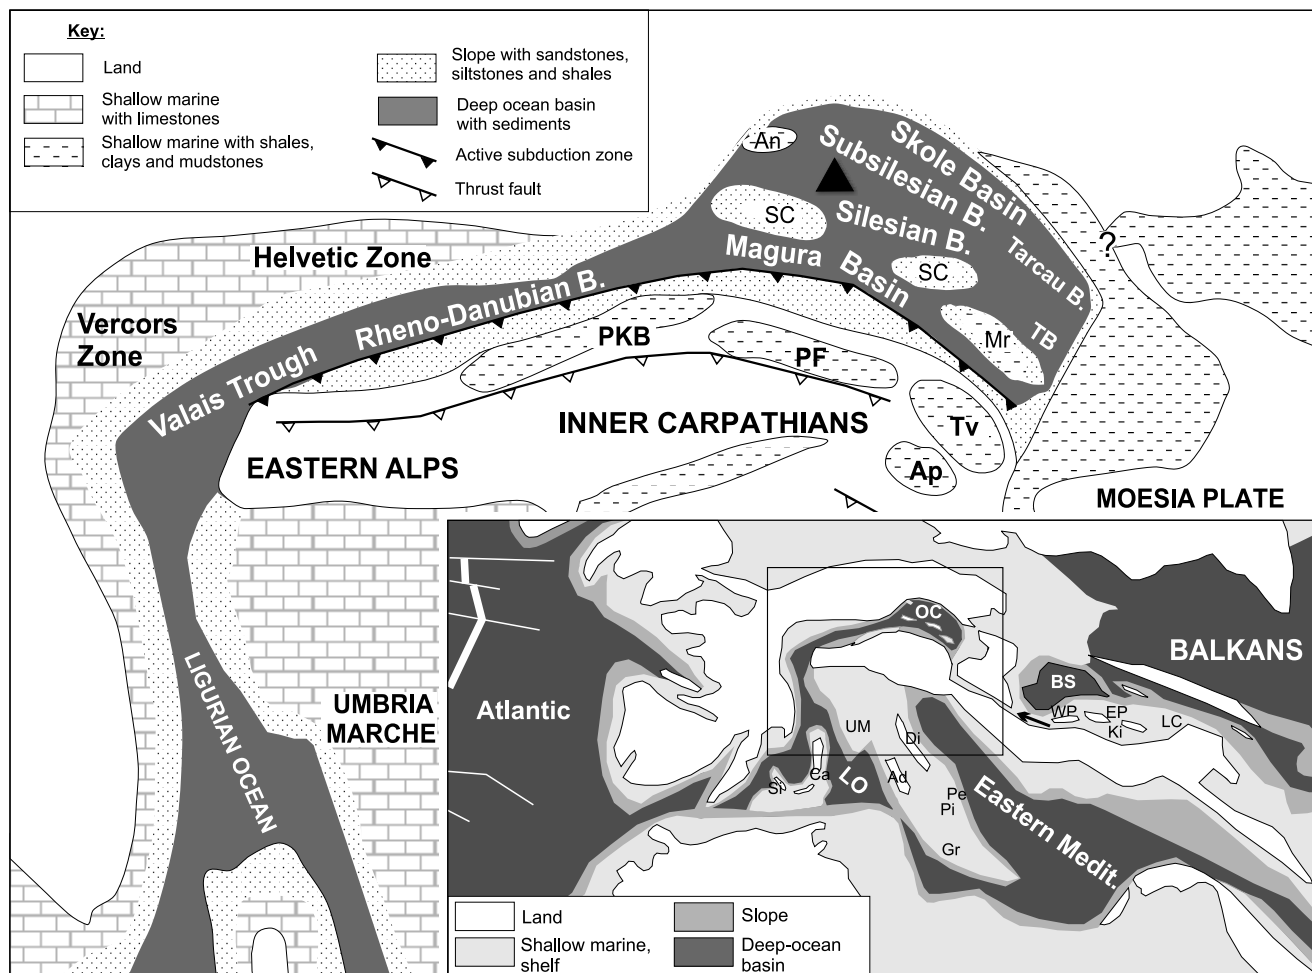 Key:
Land
Shallow marine
with limestones
Shallow marine with shales,
clays and mudstones
Slope with sandstones,
siltstones and shales
Deep ocean basin
with sediments
Active subduction zone
Thrust fault
An
Skole Basin
Subsilesian B.
Silesian B.
Tarcau B.
?
SC
SC
Magura Basin
Mr
TB
Helvetic Zone
Vercors
Zone
Valais Trough
Rheno-Danubian B.
PKB
PF
INNER CARPATHIANS
Tv
Ap
EASTERN ALPS
MOESIA PLATE
LIGURIAN OCEAN
UMBRIA
MARCHE
OC
BALKANS
BS
Atlantic
WP
EP
Ki
LC
UM
Di
Ca
Si
LO
Ad
Pe
Pi
Gr
Eastern Medit.
Land
Shallow marine,
shelf
Slope
Deep-ocean
basin